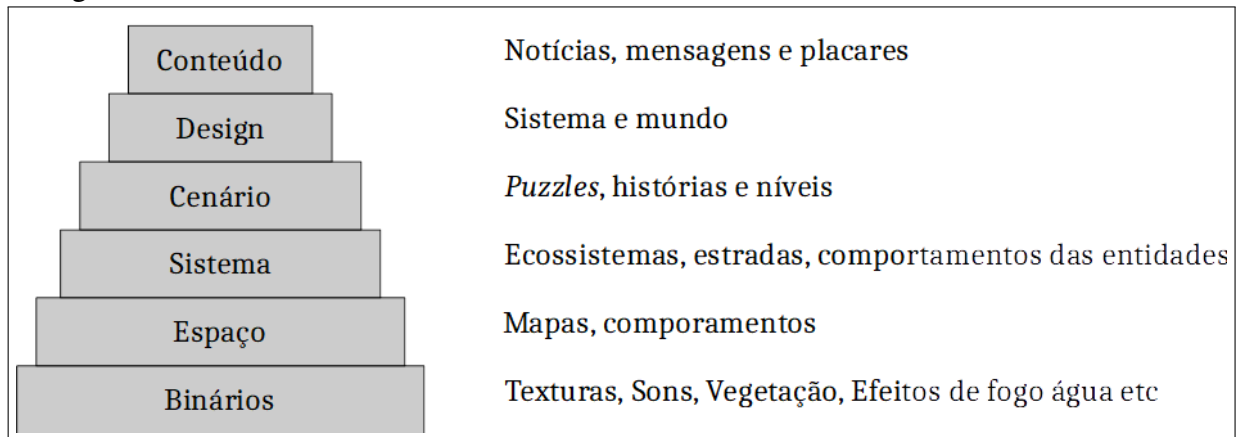 Conteúdo Notícias, mensagens e placares
Design Sistema e mundo
Cenário Puzzles, histórias e níveis
Sistema Ecossistemas, estradas, comportamentos das entidades
Espaço Mapas, comporamentos
Binários Texturas, Sons, Vegetação, Efeitos de fogo água etc